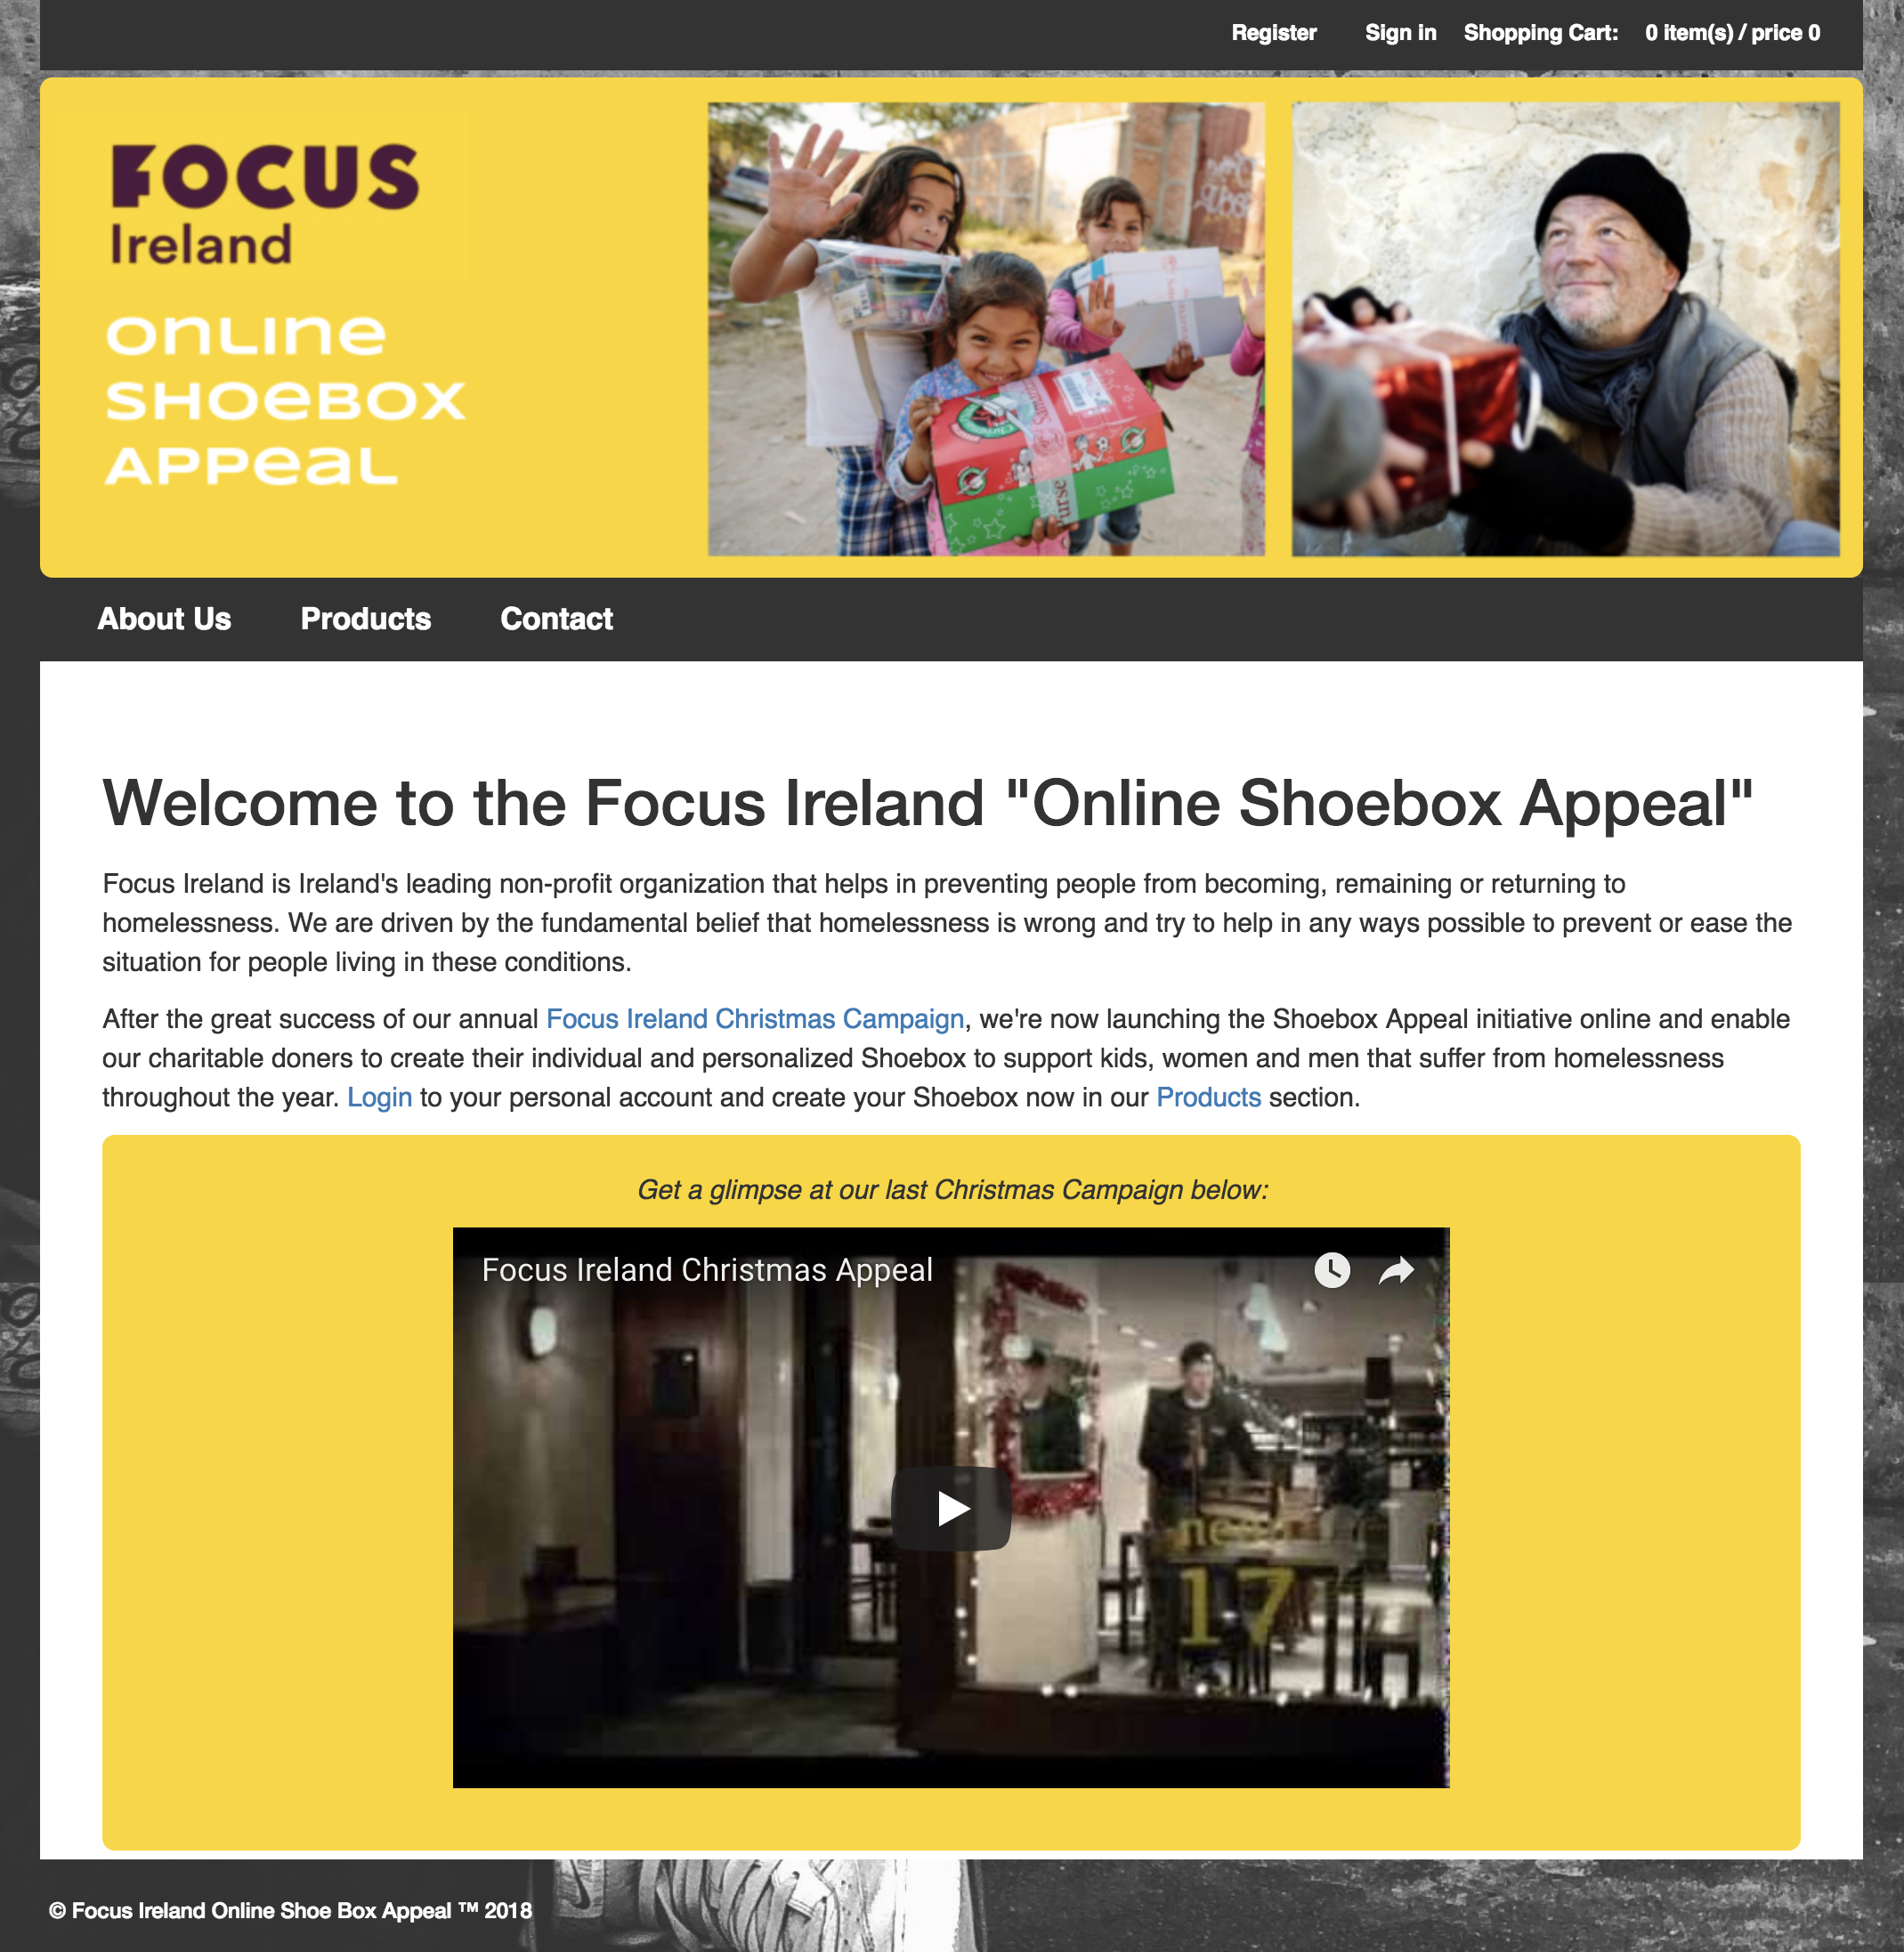 Register Sign in Shopping Cart: 0 item(s) / price 0
FOCUS
Ireland
ONLINE
SHOEBOX
APPEAL
About Us Products Contact
Welcome to the Focus Ireland "Online Shoebox Appeal"
Focus Ireland is Ireland's leading non-profit organization that helps in preventing people from becoming, remaining or returning to
homelessness. We are driven by the fundamental belief that homelessness is wrong and try to help in any ways possible to prevent or ease the
situation for people living in these conditions.
After the great success of our annual Focus Ireland Christmas Campaign, we're now launching the Shoebox Appeal initiative online and enable
our charitable doners to create their individual and personalized Shoebox to support kids, women and men that suffer from homelessness
throughout the year. Login to your personal account and create your Shoebox now in our Products section.
Get a glimpse at our last Christmas Campaign below:
Focus Ireland Christmas Appeal
17
© Focus Ireland Online Shoe Box Appeal ™ 2018